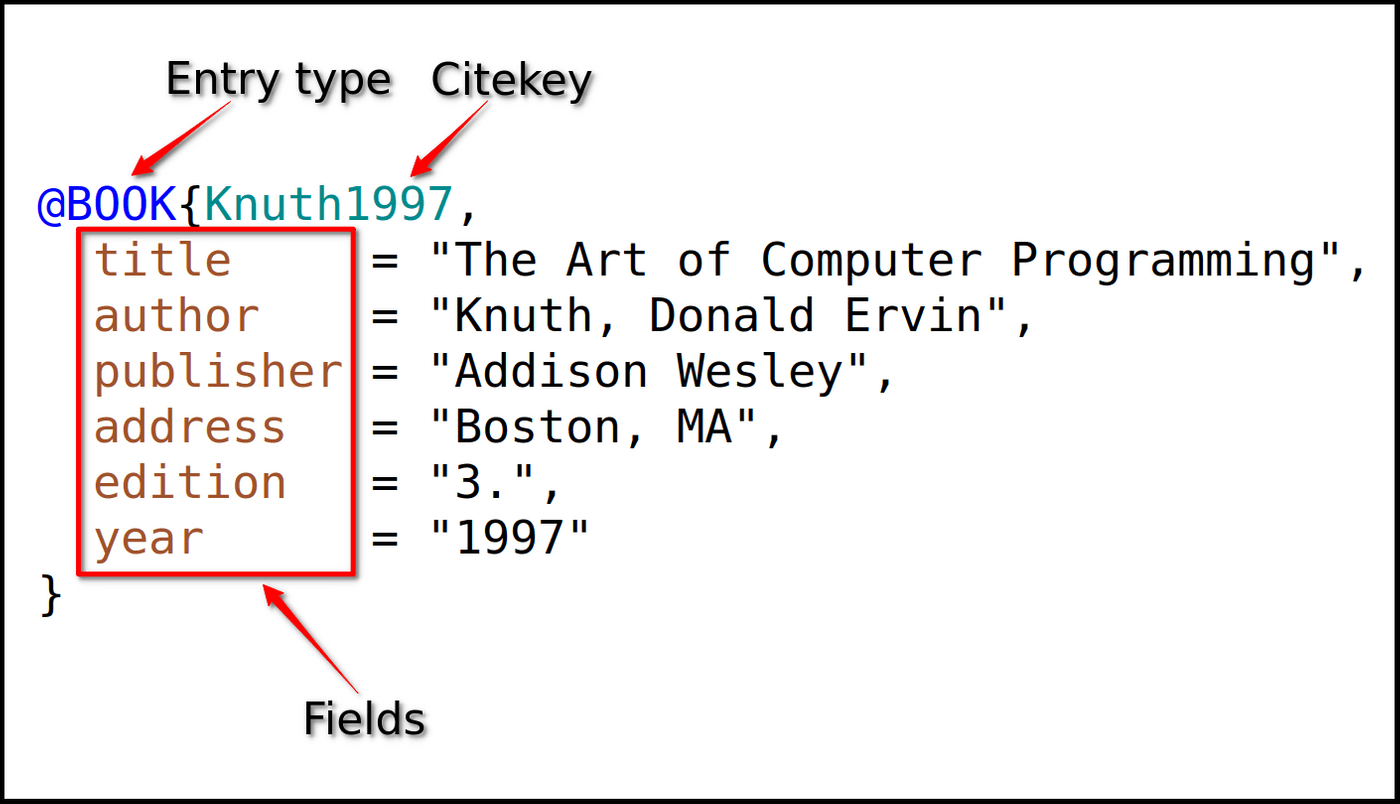 Entry type Citekey
@BOOK{Knuth1997,
title = "The Art of Computer Programming",
author = "Knuth, Donald Ervin",
publisher = "Addison Wesley",
address = "Boston, MA",
edition = "3.",
year = "1997"
}
Fields